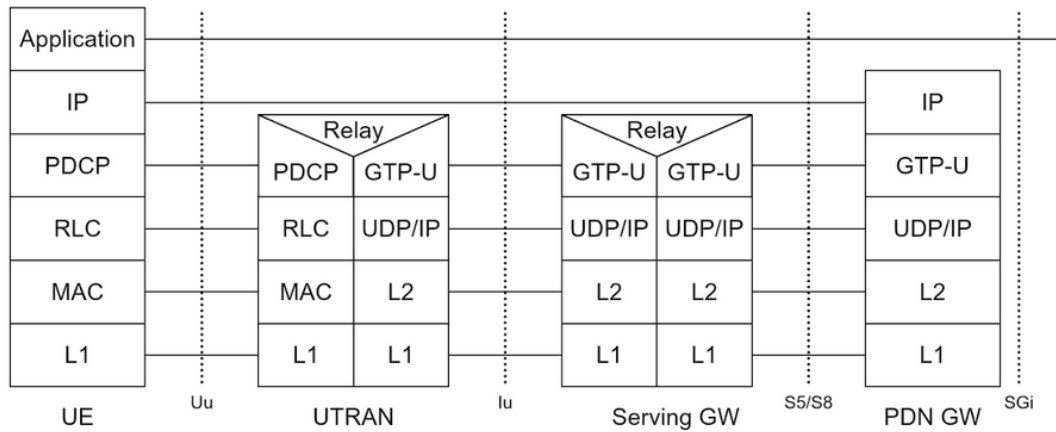 Application
IP IP
Relay Relay
PDCP PDCP GTP-U GTP-U GTP-U GTP-U
RLC RLC UDP/IP UDP/IP UDP/IP UDP/IP
MAC MAC L2 L2 L2 L2
L1 L1 L1 L1 L1 L1
Uu Iu S5/S8 SGi
UE UTRAN Serving GW PDN GW